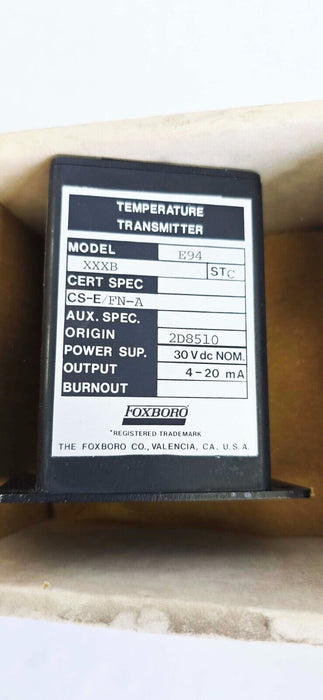 TEMPERATURE
TRANSMITTER
MODEL E94
XXXB STC
CERT SPEC
CS-E/FN-A
AUX. SPEC.
ORIGIN 2D8510
POWER SUP. 30 V dc NOM.
OUTPUT 4-20 mA
BURNOUT
FOXBORO
*REGISTERED TRADEMARK
THE FOXBORO CO., VALENCIA, CA. U.S.A.